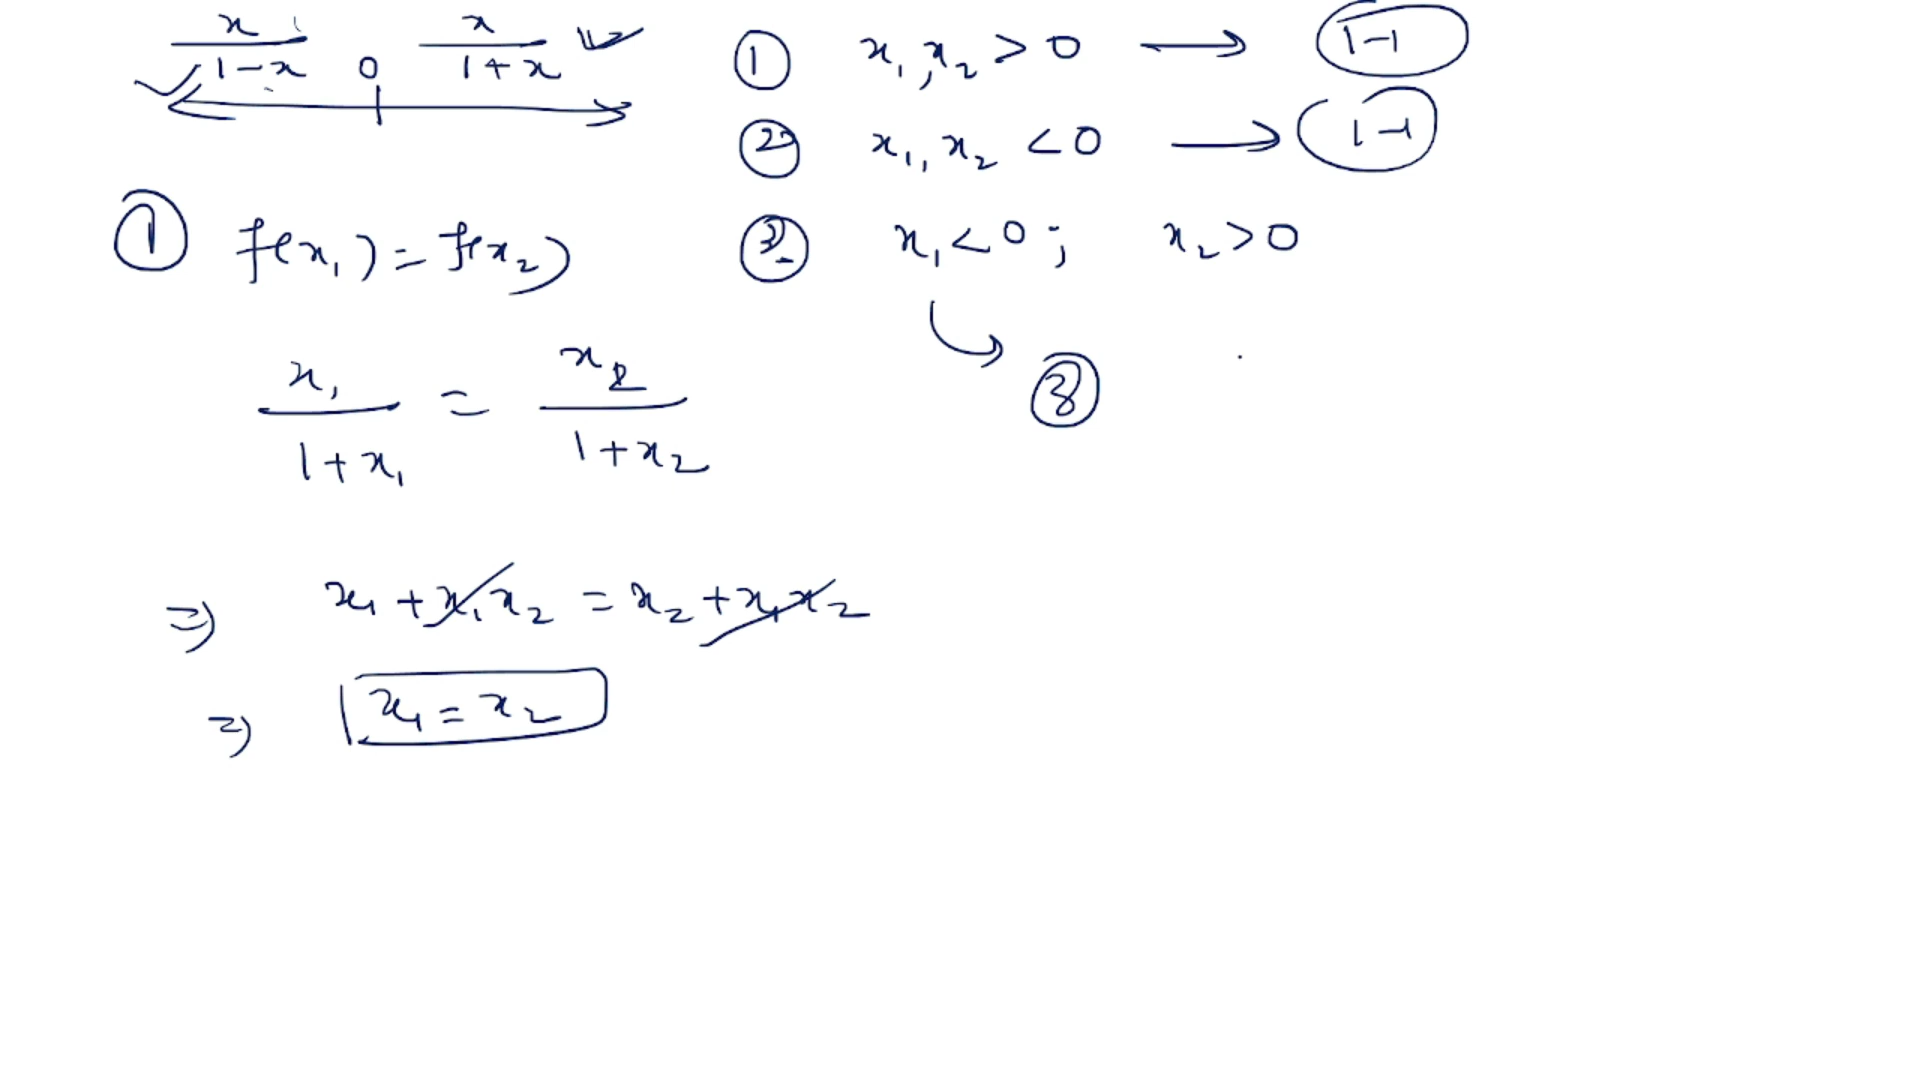 x/(1-x) 0 x/(1+x)
① x₁, x₂ > 0 → 1-1
② x₁, x₂ < 0 → 1-1
③ x₁ < 0 ; x₂ > 0
③
① f(x₁) = f(x₂)
x₁/(1+x₁) = x₂/(1+x₂)
⇒ x₁ + x₁x₂ = x₂ + x₁x₂
⇒ x₁ = x₂